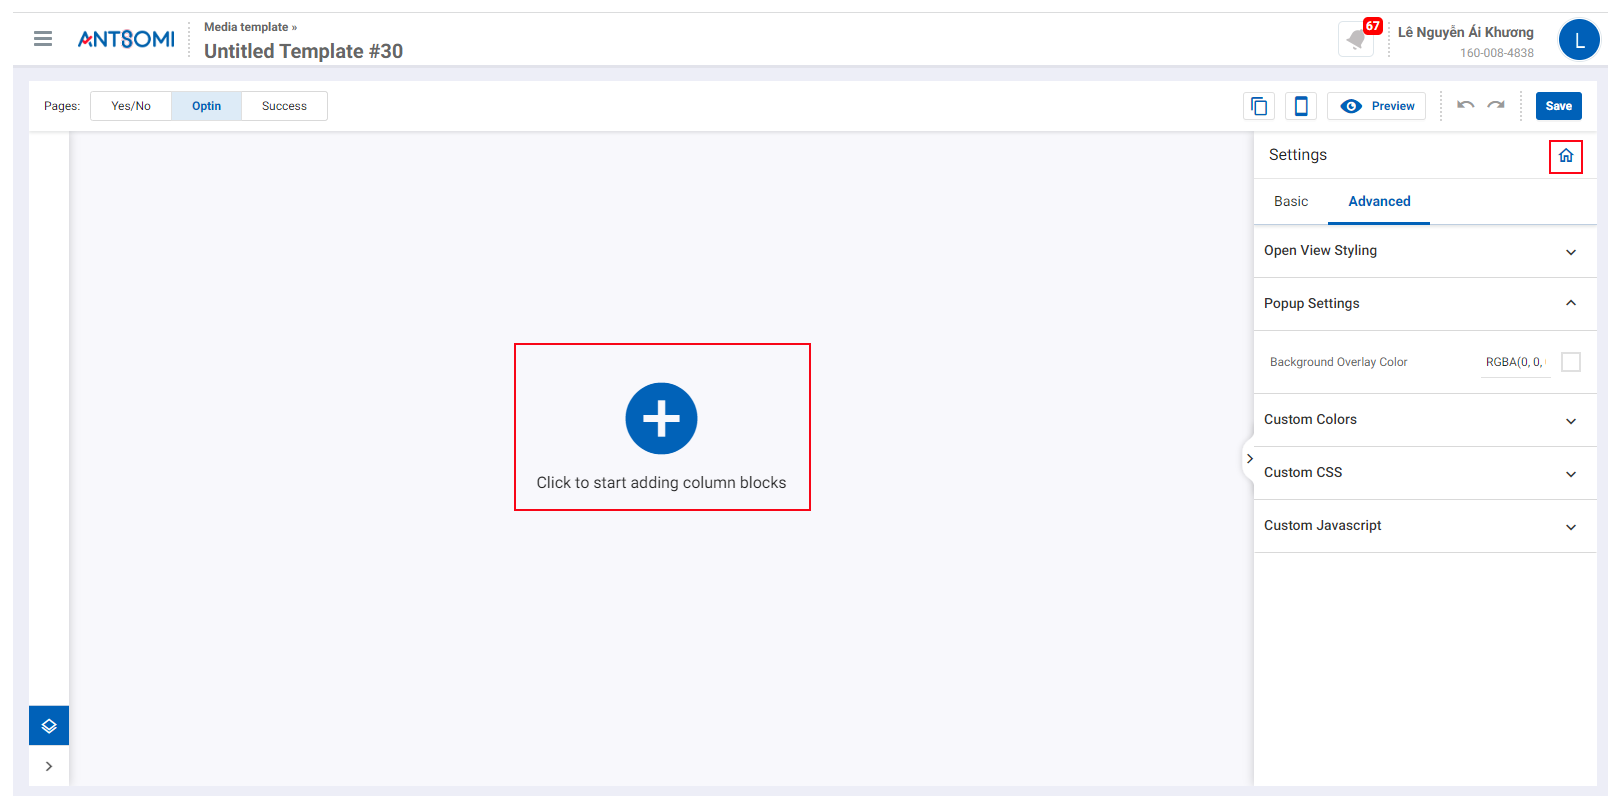 ANTSOMI
Media template »
Untitled Template #30
67
Lê Nguyễn Ái Khương
160-008-4838
L
Pages:
Yes/No
Optin
Success
Preview
Save
Settings
Basic
Advanced
Open View Styling
Popup Settings
Background Overlay Color
RGBA(0, 0,
Custom Colors
Custom CSS
Custom Javascript
Click to start adding column blocks